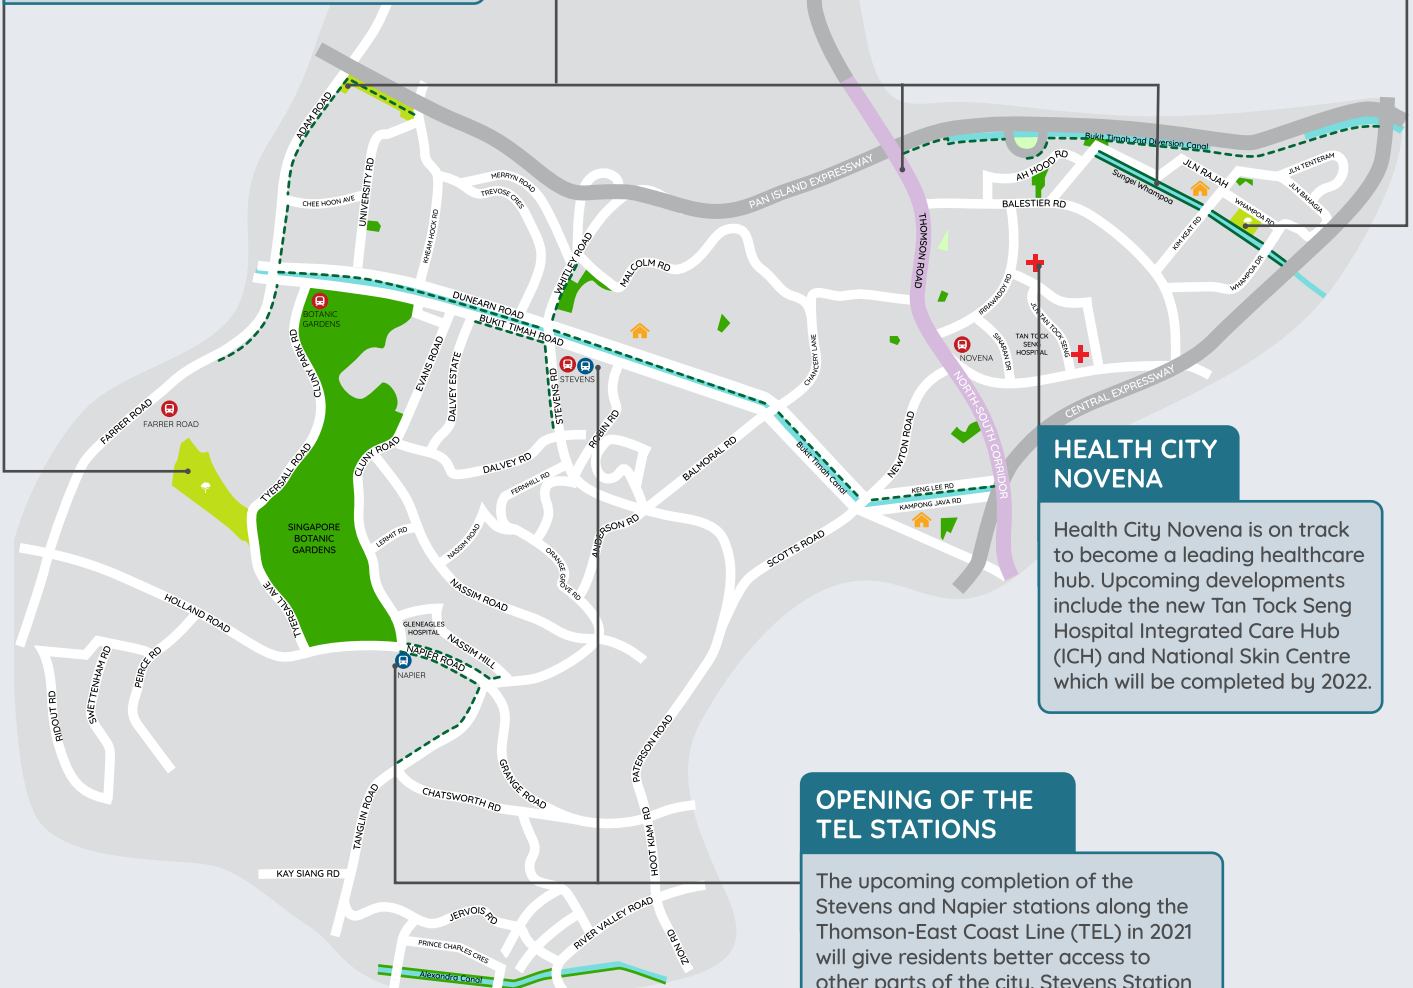 ADAM ROAD
CHEE HOON AVE
UNIVERSITY RD
KHEAM HOCK RD
MERRYN ROAD
TREVOSE CRES
WHITLEY ROAD
MALCOLM RD
PAN ISLAND EXPRESSWAY
THOMSON ROAD
Bukit Timah 2nd Diversion Canal
AH HOOD RD
BALESTIER RD
Sungei Whampoa
JLN RAJAH
JLN TENTERAM
JLN BAHAGIA
WHAMPOA RD
KIM KEAT RD
WHAMPOA DR
IRRAWADDY RD
JLN TAN TOCK SENG
SINARAN DR
TAN TOCK
SENG
HOSPITAL
NOVENA
NORTH-SOUTH CORRIDOR
CENTRAL EXPRESSWAY
BOTANIC
GARDENS
DUNEARN ROAD
BUKIT TIMAH ROAD
CLUNY PARK RD
EVANS ROAD
DALVEY ESTATE
STEVENS
STEVENS RD
ROBIN RD
CHANCERY LANE
FARRER ROAD
FARRER ROAD
TYERSALL ROAD
CLUNY ROAD
DALVEY RD
FERNHILL RD
BALMORAL RD
Bukit Timah Canal
NEWTON ROAD
KENG LEE RD
KAMPONG JAVA RD
SINGAPORE
BOTANIC
GARDENS
LERMIT RD
NASSIM ROAD
ANDERSON RD
ORANGE GROVE RD
SCOTTS ROAD
NASSIM ROAD
TYERSALL AVE
HOLLAND ROAD
GLENEAGLES
HOSPITAL
NASSIM HILL
NAPIER ROAD
NAPIER
RIDOUT RD
SWETTENHAM RD
PEIRCE RD
PATERSON ROAD
GRANGE ROAD
CHATSWORTH RD
TANGLIN ROAD
HOOT KIAM RD
KAY SIANG RD
JERVOIS RD
RIVER VALLEY ROAD
PRINCE CHARLES CRES
ZION RD
Alexandra Canal
HEALTH CITY
NOVENA
Health City Novena is on track
to become a leading healthcare
hub. Upcoming developments
include the new Tan Tock Seng
Hospital Integrated Care Hub
(ICH) and National Skin Centre
which will be completed by 2022.
OPENING OF THE
TEL STATIONS
The upcoming completion of the
Stevens and Napier stations along the
Thomson-East Coast Line (TEL) in 2021
will give residents better access to
other parts of the city. Stevens Station